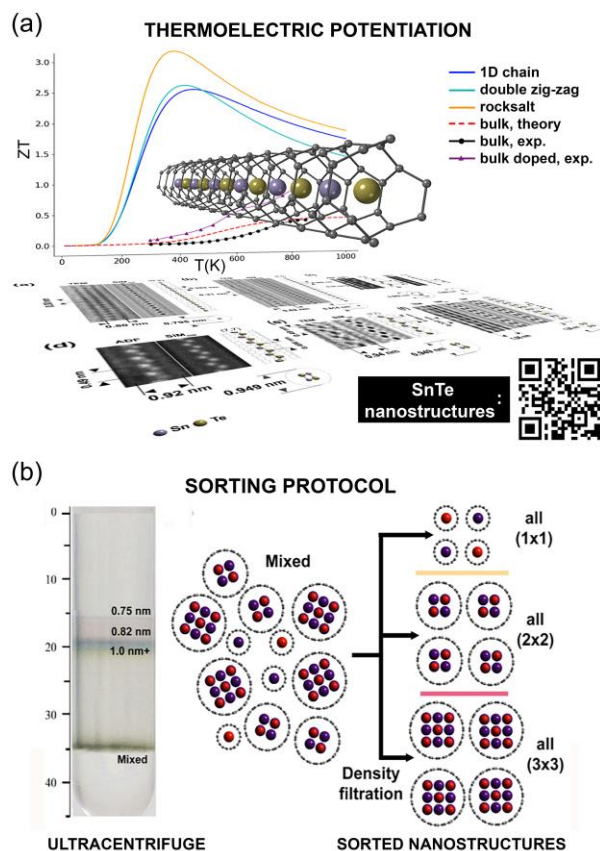 (a)
THERMOELECTRIC POTENTIATION
3.0
2.5
2.0
1.5
1.0
0.5
0.0
ZT
0
200
400
600
800
1000
T(K)
1D chain
double zig-zag
rocksalt
bulk, theory
bulk, exp.
bulk doped, exp.
(d)
ADF
0.92 nm
0.949 nm
Sn
Te
SnTe :
nanostructures
(b)
SORTING PROTOCOL
0
10
20
30
40
0.75 nm
0.82 nm
1.0 nm+
Mixed
ULTRACENTRIFUGE
Mixed
Density
filtration
all
(1x1)
all
(2x2)
all
(3x3)
SORTED NANOSTRUCTURES